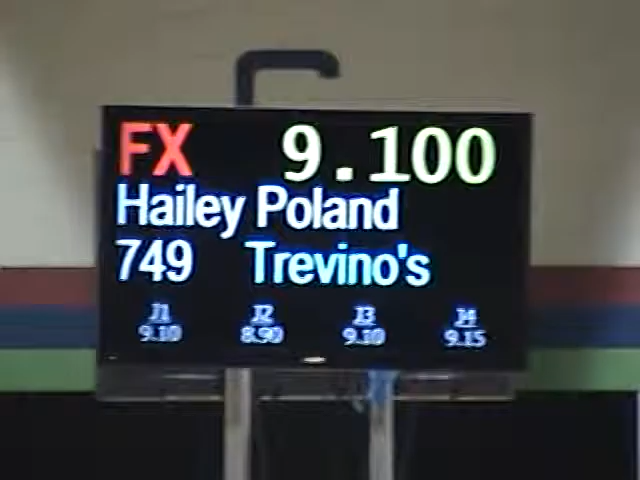 FX 9.100
Hailey Poland
749 Trevino's
J1 J2 J3 J4
9.10 8.90 9.10 9.15